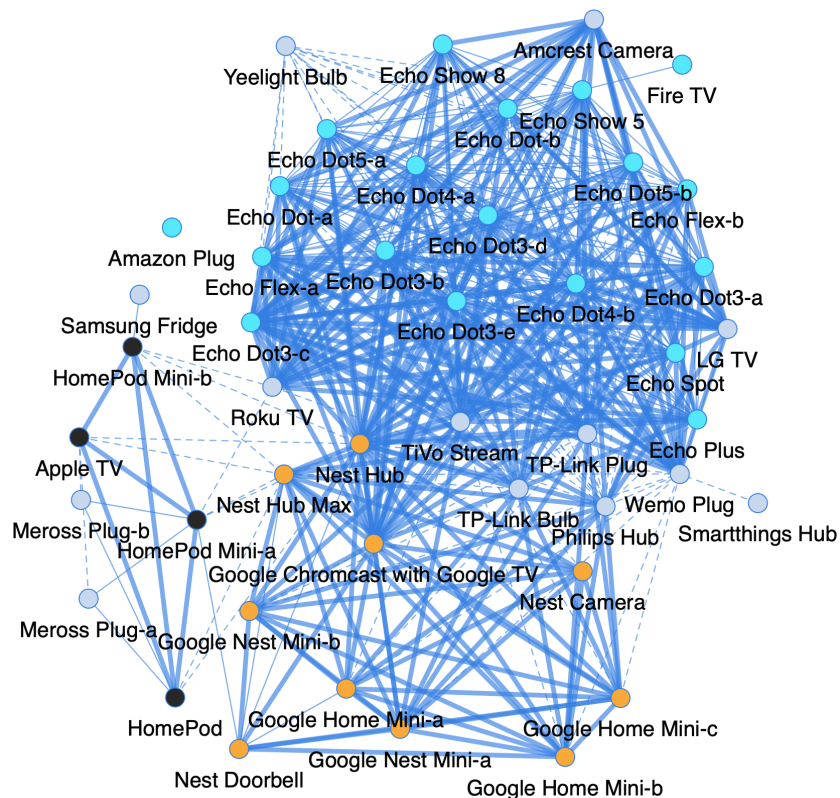 Amcrest Camera
Yeelight Bulb
Echo Show 8
Fire TV
Echo Show 5
Echo Dot-b
Echo Dot5-a
Echo Dot4-a
Echo Dot5-b
Echo Dot-a
Echo Flex-b
Echo Dot3-d
Amazon Plug
Echo Flex-a
Echo Dot3-b
Echo Dot3-a
Echo Dot4-b
Samsung Fridge
Echo Dot3-e
Echo Dot3-c
LG TV
HomePod Mini-b
Echo Spot
Roku TV
Echo Plus
TiVo Stream
Apple TV
Nest Hub
TP-Link Plug
Nest Hub Max
Wemo Plug
TP-Link Bulb
Meross Plug-b
Smartthings Hub
Philips Hub
HomePod Mini-a
Google Chromcast with Google TV
Nest Camera
Meross Plug-a
Google Nest Mini-b
Google Home Mini-a
HomePod
Google Home Mini-c
Google Nest Mini-a
Nest Doorbell
Google Home Mini-b